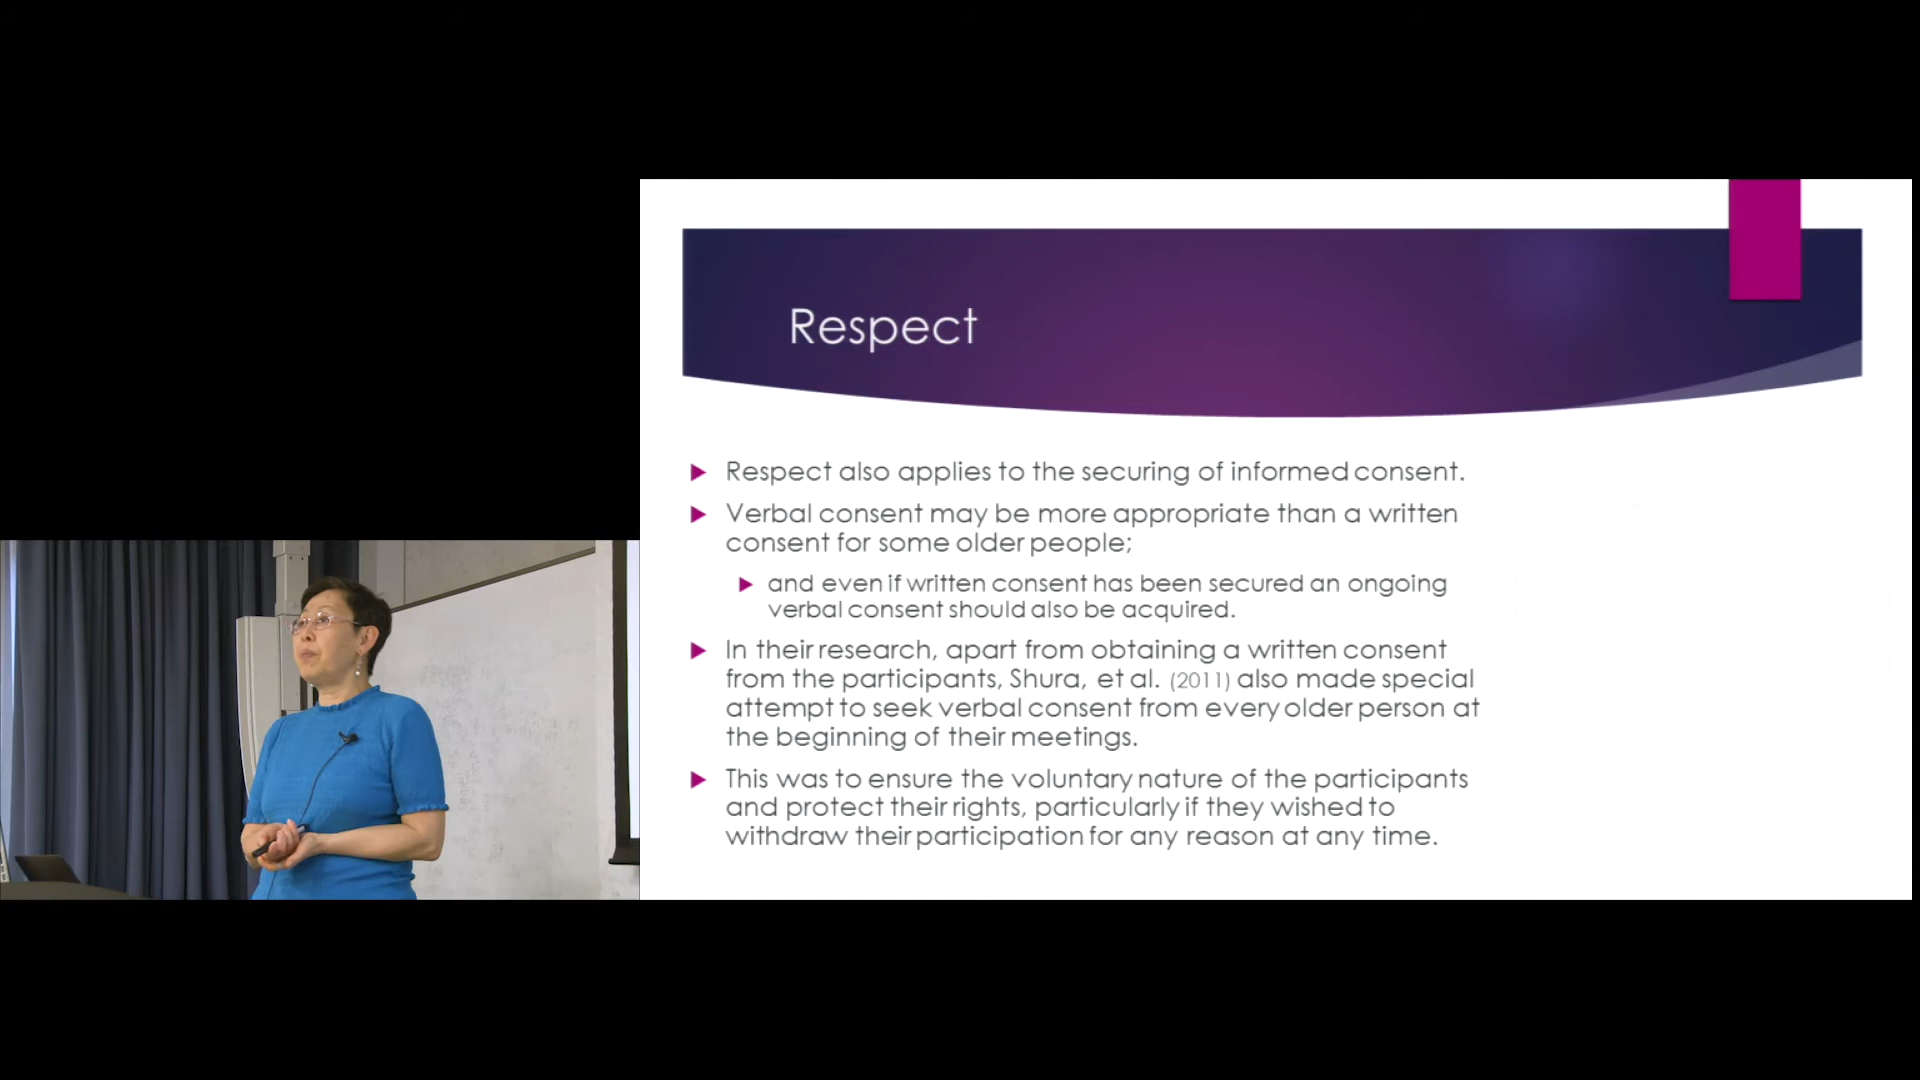 Respect
Respect also applies to the securing of informed consent.
Verbal consent may be more appropriate than a written
consent for some older people;
and even if written consent has been secured an ongoing
verbal consent should also be acquired.
In their research, apart from obtaining a written consent
from the participants, Shura, et al. (2011) also made special
attempt to seek verbal consent from every older person at
the beginning of their meetings.
This was to ensure the voluntary nature of the participants
and protect their rights, particularly if they wished to
withdraw their participation for any reason at any time.